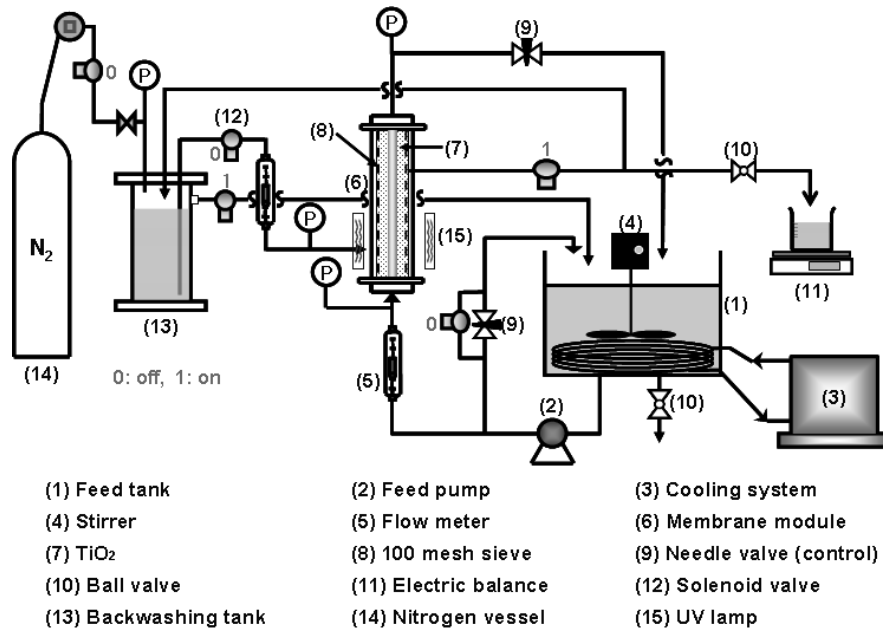 P
(9)
0
P
(12)
(8)
(7)
0
1
(10)
1
(6)
(4)
P
(15)
N₂
P
(1)
(11)
0
(9)
(13)
(14)
0: off, 1: on
(5)
(2)
(10)
(3)
(1) Feed tank
(2) Feed pump
(3) Cooling system
(4) Stirrer
(5) Flow meter
(6) Membrane module
(7) TiO₂
(8) 100 mesh sieve
(9) Needle valve (control)
(10) Ball valve
(11) Electric balance
(12) Solenoid valve
(13) Backwashing tank
(14) Nitrogen vessel
(15) UV lamp